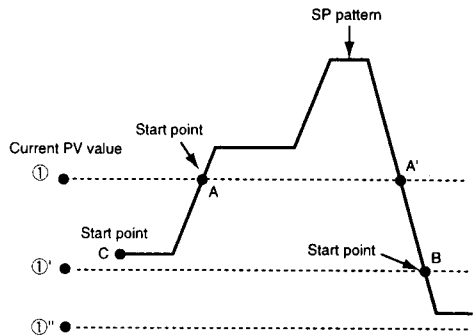 SP pattern
Start point
Current PV value
①
A
A'
Start point
C
Start point
B
①'
①"